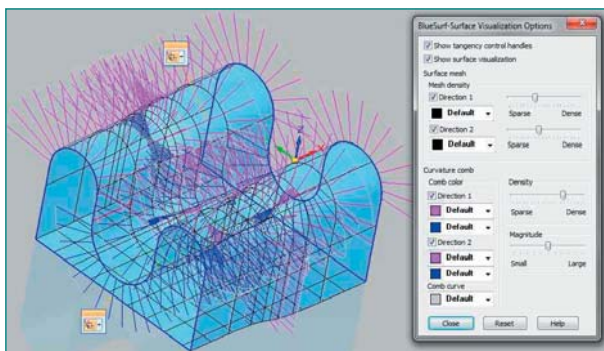 BlueSurf-Surface Visualization Options
Show tangency control handles
Show surface visualization
Surface mesh
Mesh density
Direction 1
Default
Sparse Dense
Direction 2
Default
Sparse Dense
Curvature comb
Comb color
Density
Direction 1
Default
Sparse Dense
Default
Direction 2
Magnitude
Default
Small Large
Default
Comb curve
Default
Close Reset Help
Z